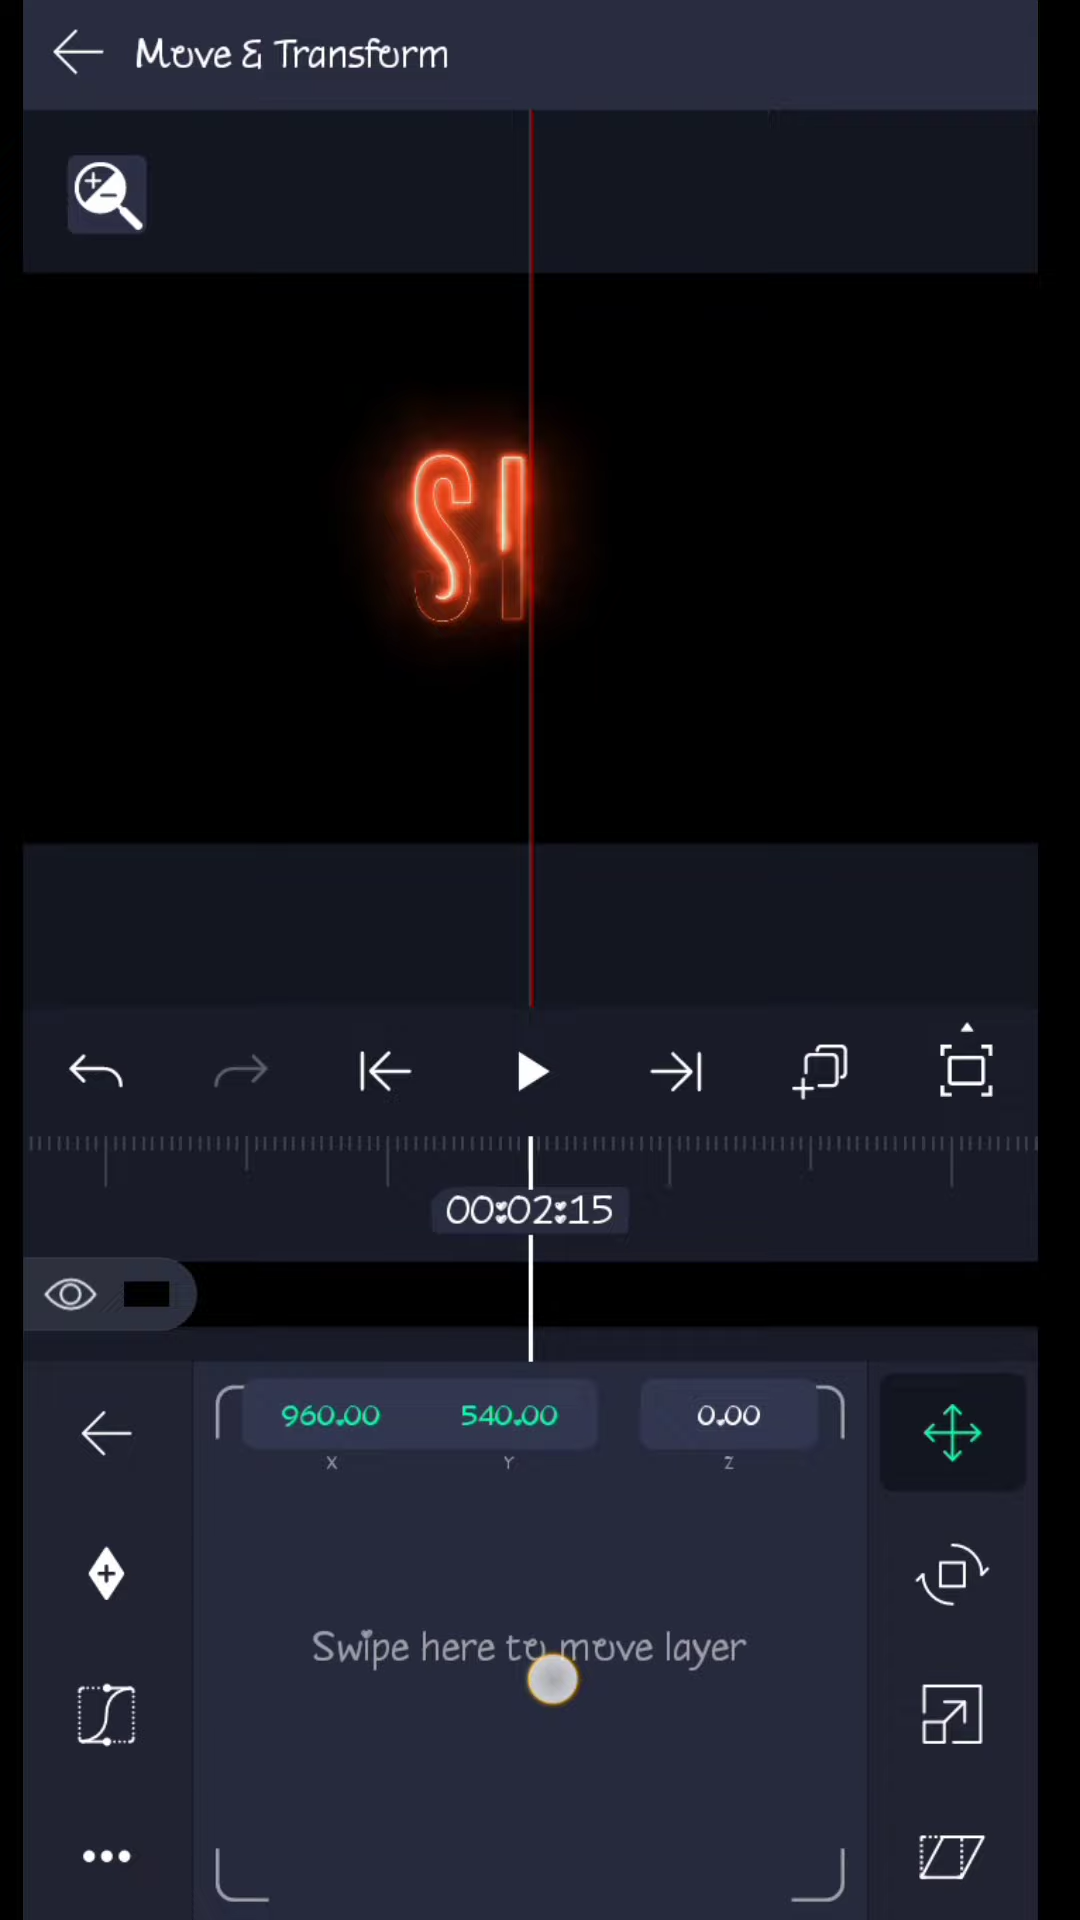 Move & Transform
SI
00:02:15
960.00 540.00 0.00
X Y Z
Swipe here to move layer